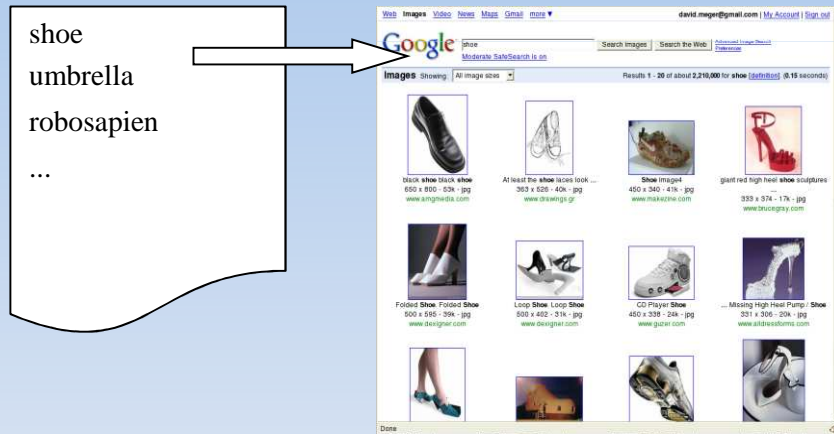 shoe
umbrella
robosapien
...
Web Images Video News Maps Gmail more ▼ david.meger@gmail.com | My Account | Sign out
Google shoe Search Images Search the Web Advanced Image Search
Preferences
Moderate SafeSearch is on
Images Showing: All image sizes Results 1 - 20 of about 2,210,000 for shoe [definition]. (0.15 seconds)
black shoe black shoe
650 x 800 - 53k - jpg
www.amgmedia.com
At least the shoe laces look ...
363 x 526 - 40k - jpg
www.drawings.gr
Shoe Image4
450 x 340 - 41k - jpg
www.makezine.com
giant red high heel shoe sculptures
...
333 x 374 - 17k - jpg
www.brucegray.com
Folded Shoe. Folded Shoe
500 x 595 - 39k - jpg
www.dexigner.com
Loop Shoe. Loop Shoe
500 x 402 - 31k - jpg
www.dexigner.com
CD Player Shoe
450 x 338 - 24k - jpg
www.guzer.com
... Missing High Heel Pump / Shoe
331 x 306 - 20k - jpg
www.alldressforms.com
Done